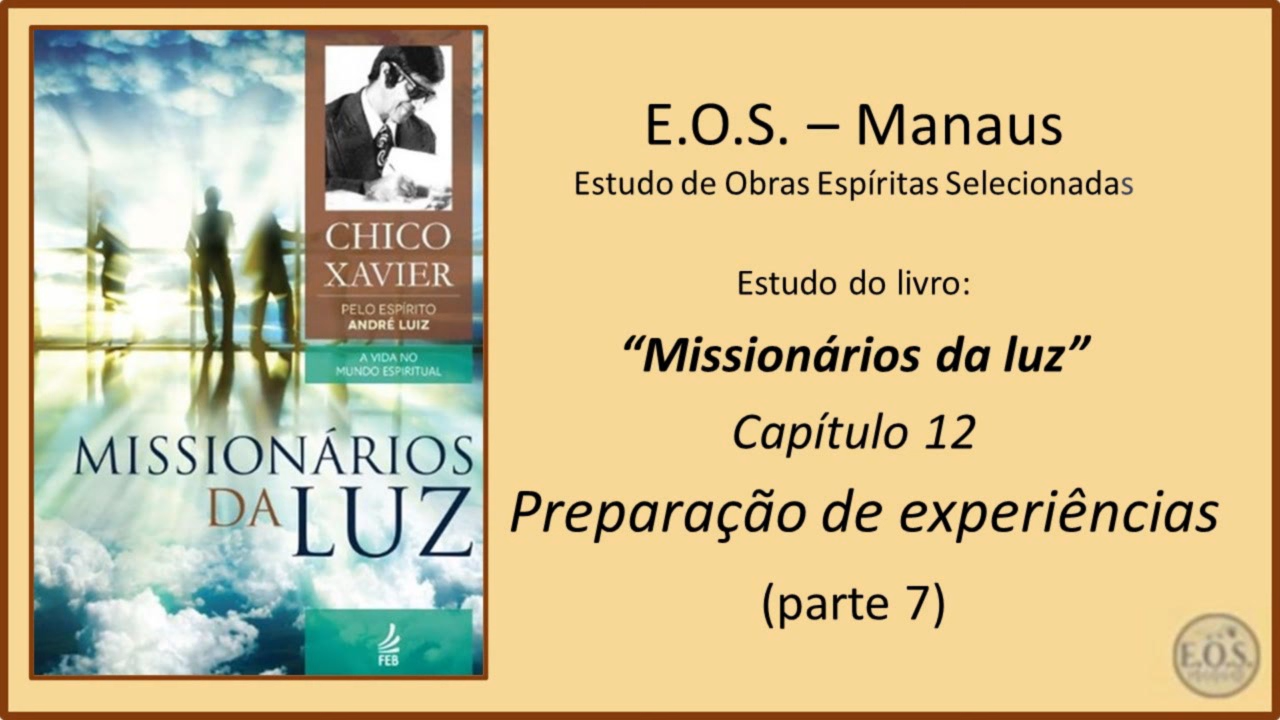 CHICO
XAVIER
PELO ESPÍRITO
ANDRÉ LUIZ
A VIDA NO
MUNDO ESPIRITUAL
MISSIONÁRIOS
DA LUZ
FEB
E.O.S. – Manaus
Estudo de Obras Espíritas Selecionadas
Estudo do livro:
“Missionários da luz”
Capítulo 12
Preparação de experiências
(parte 7)
E.O.S.